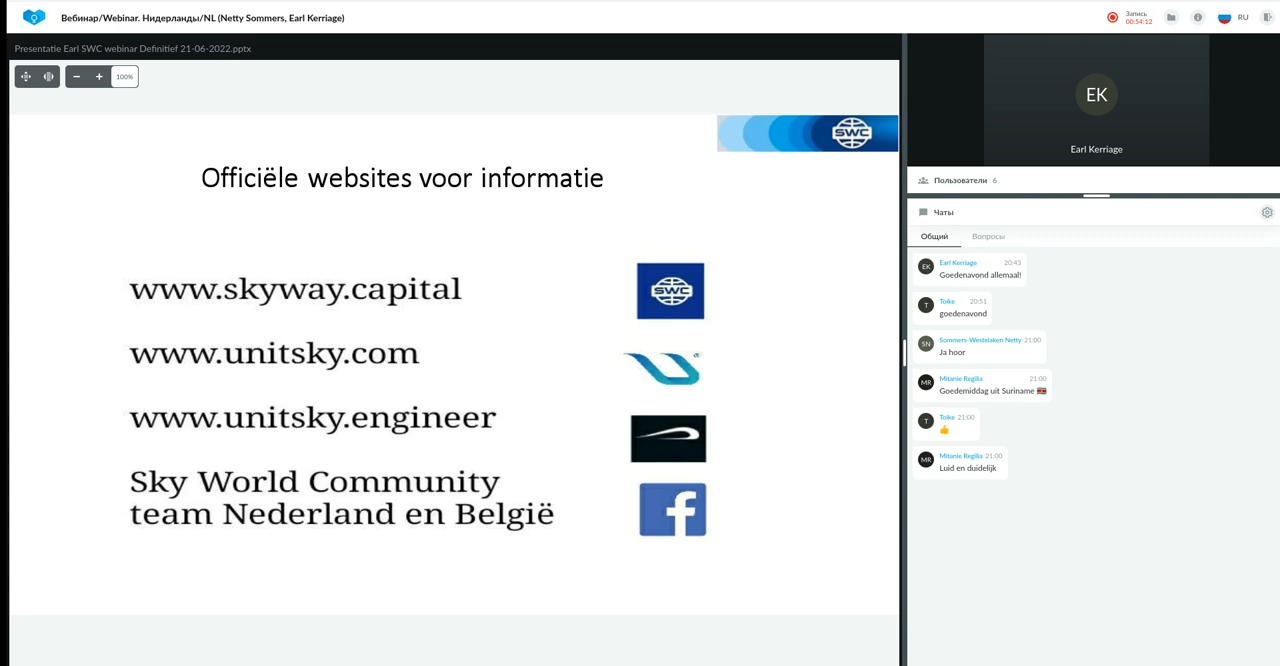 Вебинар/Webinar. Нидерланды/NL (Netty Sommers, Earl Kerriage)
Запись
00:54:12
RU
Presentatie Earl SWC webinar Definitief 21-06-2022.pptx
100%
SWC
Officiële websites voor informatie
www.skyway.capital
SWC
www.unitsky.com
www.unitsky.engineer
Sky World Community
team Nederland en België
EK
Earl Kerriage
Пользователи 6
Чаты
Общий Вопросы
EK Earl Kerriage 20:43
Goedenavond allemaal!
T Toike 20:51
goedenavond
SN Sommers-Westelaken Netty 21:00
Ja hoor
MR Mitanie Regilia 21:00
Goedemiddag uit Suriname 🇸🇷
T Toike 21:00
👍
MR Mitanie Regilia 21:00
Luid en duidelijk